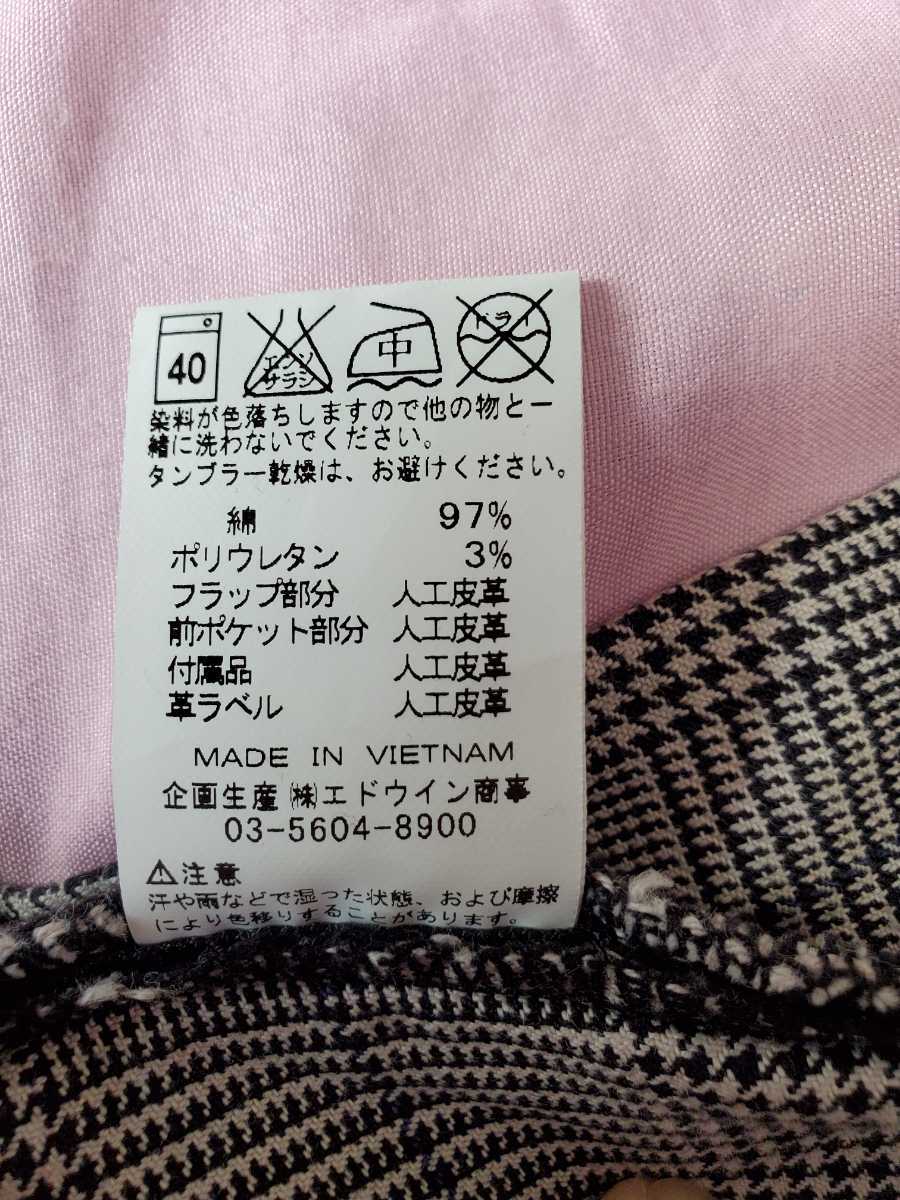 40
エンソ
サラシ
中
ドライ
染料が色落ちしますので他の物と一
緒に洗わないでください。
タンブラー乾燥は、お避けください。
綿 97%
ポリウレタン 3%
フラップ部分 人工皮革
前ポケット部分 人工皮革
付属品 人工皮革
革ラベル 人工皮革
MADE IN VIETNAM
企画生産 ㈱エドウイン商事
03-5604-8900
⚠注意
汗や雨などで湿った状態、および摩擦
により色移りすることがあります。